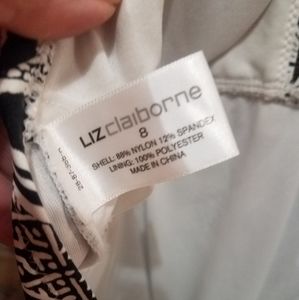 LIZ claiborne
8
SHELL: 88% NYLON 12% SPANDEX
LINING: 100% POLYESTER
MADE IN CHINA